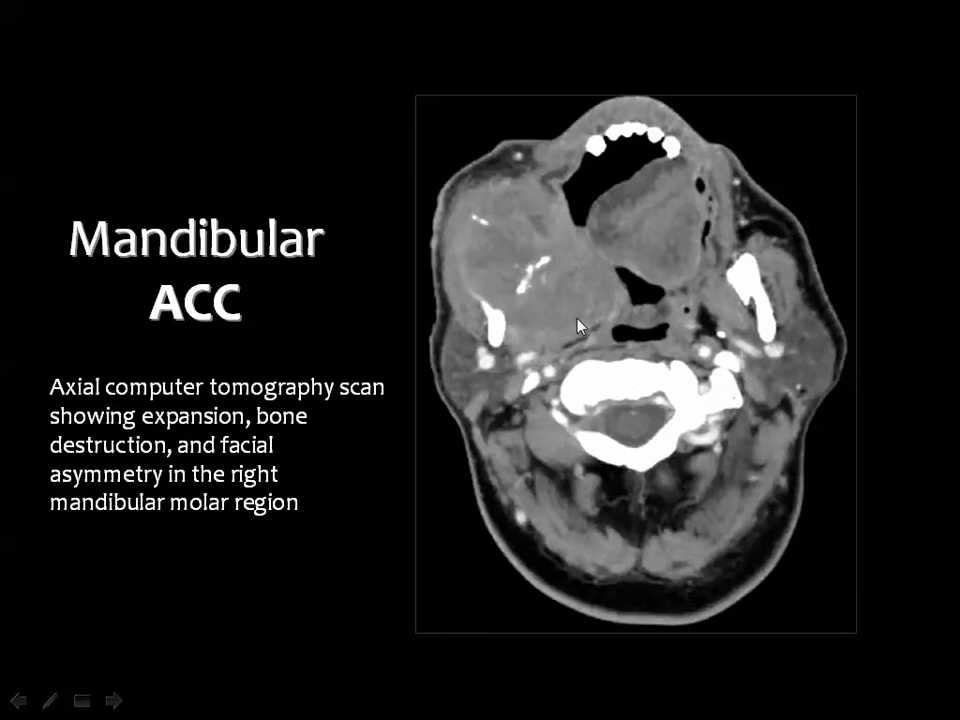 Mandibular
ACC
Axial computer tomography scan
showing expansion, bone
destruction, and facial
asymmetry in the right
mandibular molar region